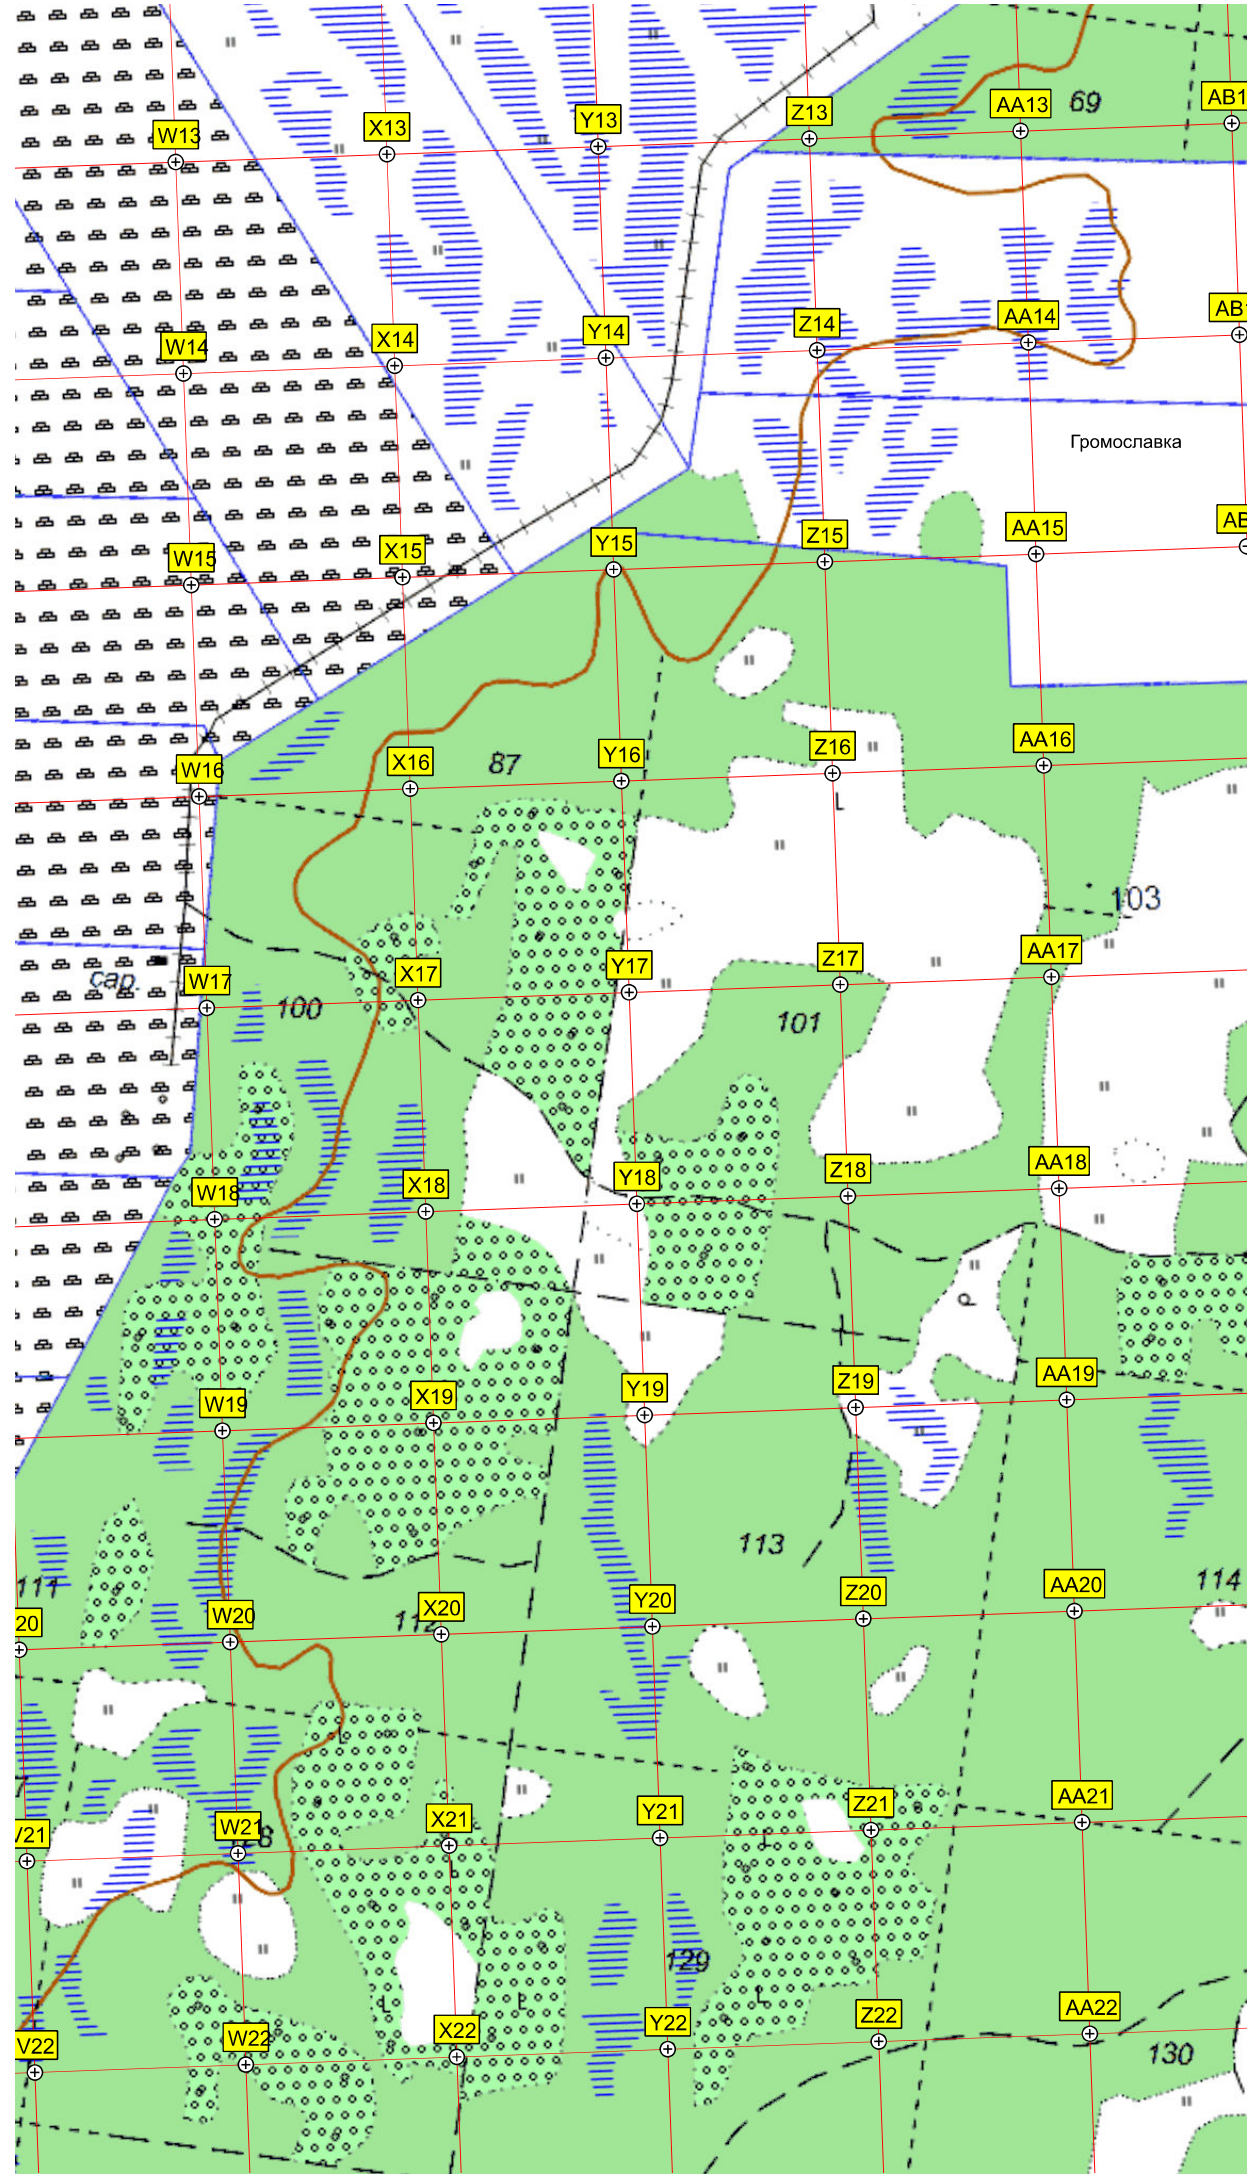 69
W13 X13 Y13 Z13 AA13 AB1
W14 X14 Y14 Z14 AA14
Громославка
W15 X15 Y15 Z15 AA15 AB
W16 X16 87 Y16 Z16 AA16
L
103
сар. W17 100 X17 Y17 101 Z17 AA17
W18 X18 Y18 Z18 AA18
W19 X19 Y19 Z19 AA19
113
111 114
20 W20 X20 Y20 Z20 AA20
V21 W21 X21 Y21 Z21 AA21
L
L
129
L L L
V22 W22 X22 Y22 Z22 AA22
130